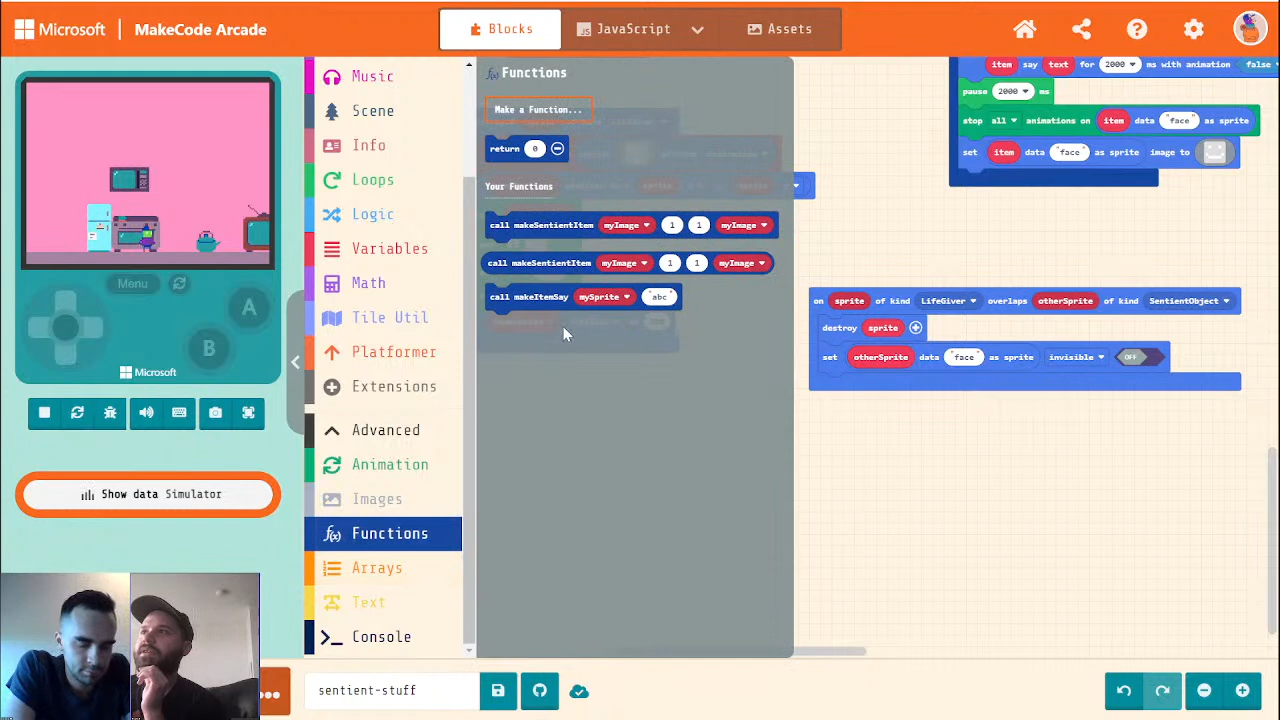 Microsoft
MakeCode Arcade
Blocks
JavaScript
Assets
Menu
A
B
Microsoft
Show data Simulator
Music
Scene
Info
Loops
Logic
Variables
Math
Tile Util
Platformer
Extensions
Advanced
Animation
Images
Functions
Arrays
Text
Console
Functions
Make a Function...
return 0
Your Functions
call makeSentientItem myImage 1 1 myImage
call makeSentientItem myImage 1 1 myImage
call makeItemSay mySprite "abc"
item say text for 2000 ms with animation false
pause 2000 ms
stop all animations on item data "face" as sprite
set item data "face" as sprite image to
on sprite of kind LifeGiver overlaps otherSprite of kind SentientObject
destroy sprite
set otherSprite data "face" as sprite invisible OFF
sentient-stuff